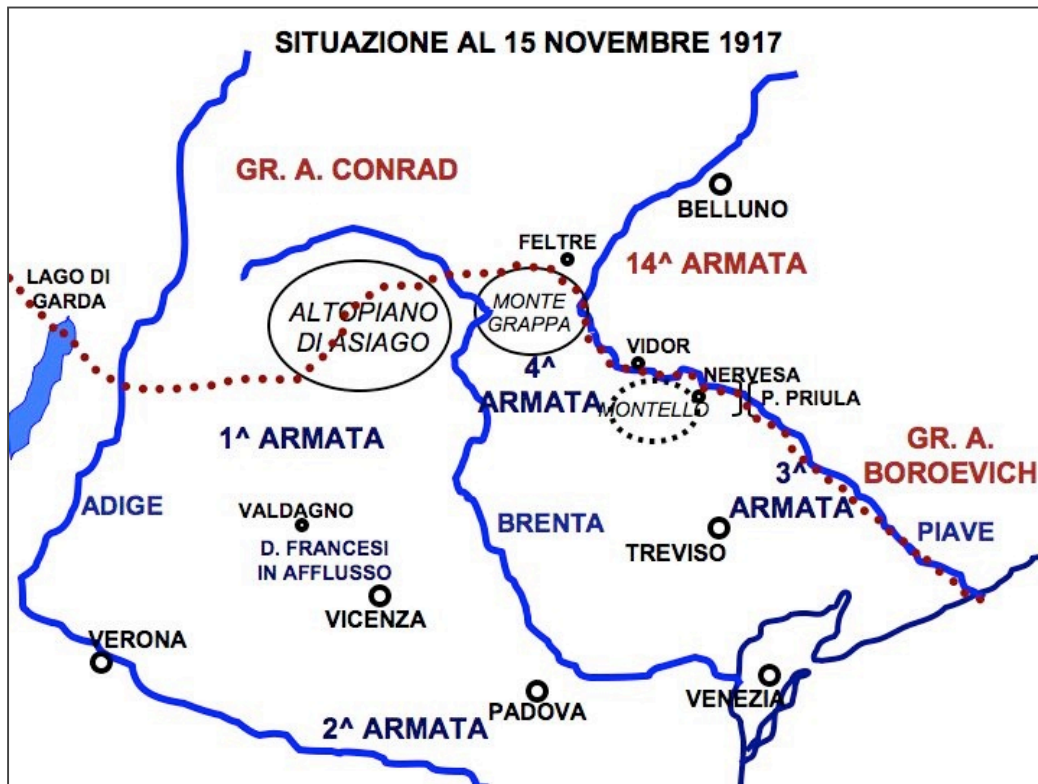 SITUAZIONE AL 15 NOVEMBRE 1917
GR. A. CONRAD
BELLUNO
FELTRE
14^ ARMATA
LAGO DI
GARDA
ALTOPIANO
DI ASIAGO
MONTE
GRAPPA
VIDOR
4^
ARMATA
NERVESA
P. PRIULA
MONTELLO
1^ ARMATA
GR. A.
BOROEVICH
3^
ARMATA
ADIGE
VALDAGNO
BRENTA
PIAVE
D. FRANCESI
IN AFFLUSSO
TREVISO
VICENZA
VERONA
VENEZIA
PADOVA
2^ ARMATA